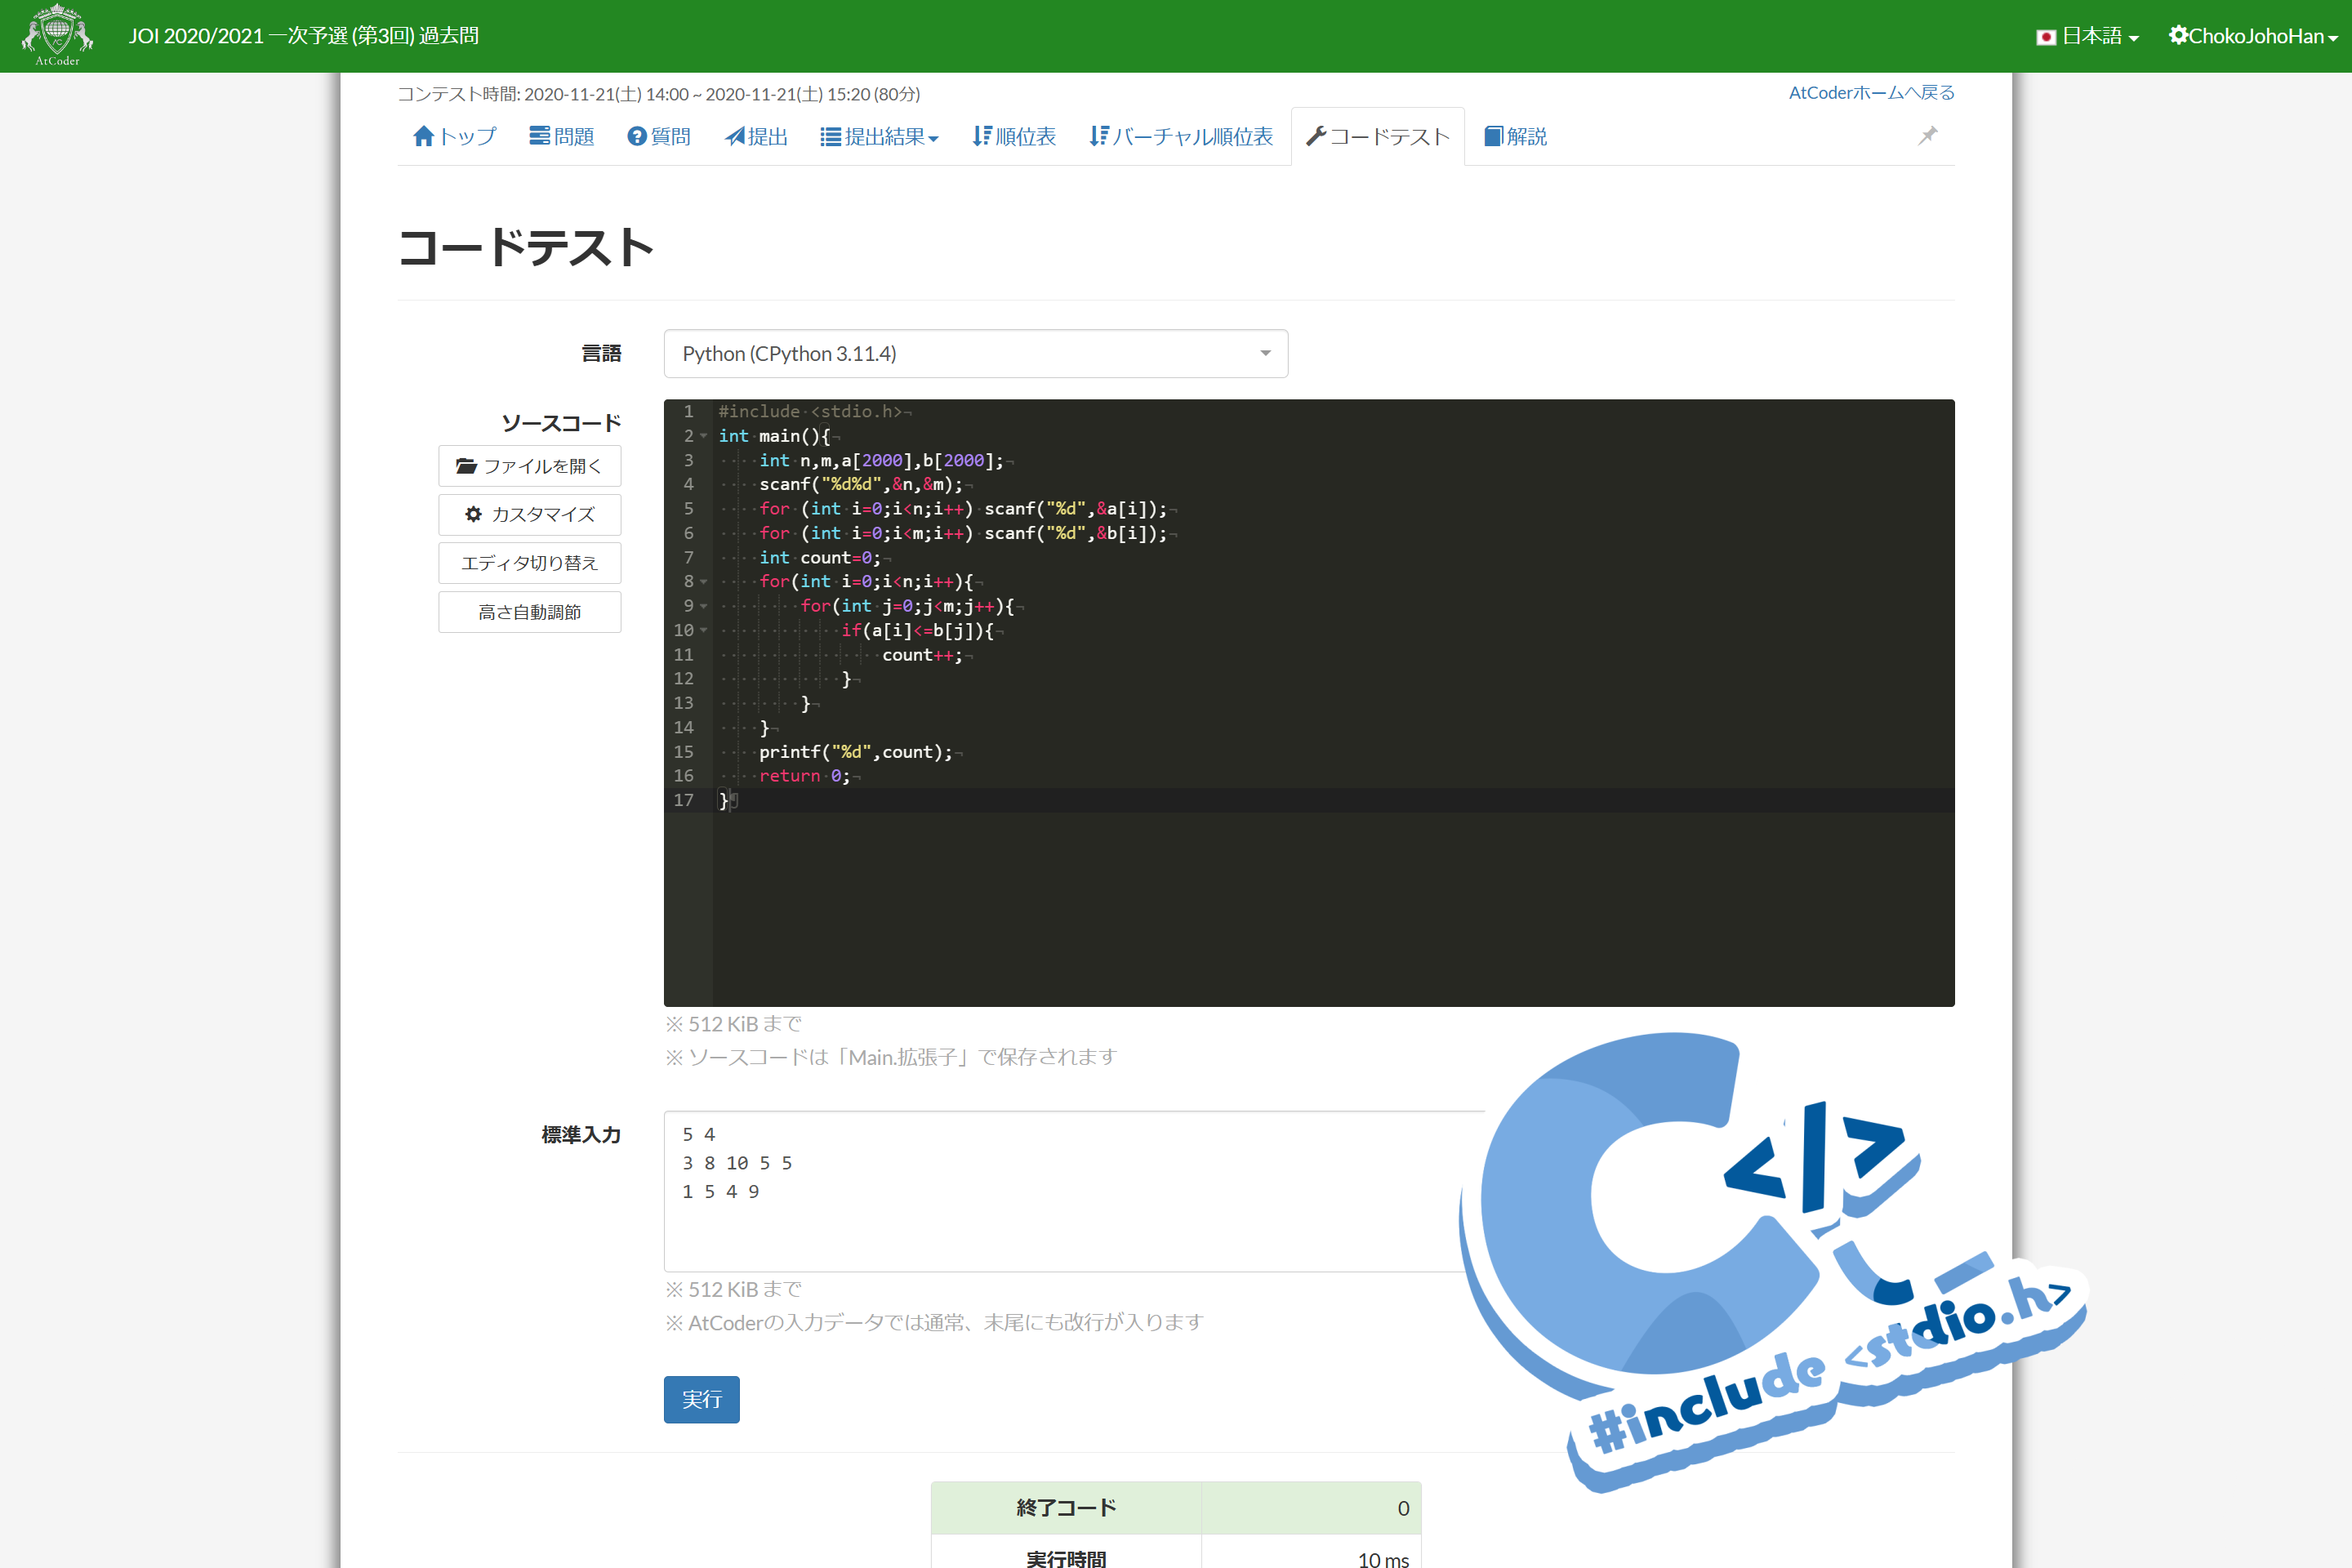 AtCoder
JOI 2020/2021 一次予選 (第3回) 過去問
日本語
ChokoJohoHan
コンテスト時間: 2020-11-21(土) 14:00 ~ 2020-11-21(土) 15:20 (80分)
AtCoderホームへ戻る
トップ 問題 質問 提出 提出結果 順位表 バーチャル順位表 コードテスト 解説
コードテスト
言語
Python (CPython 3.11.4)
ソースコード
ファイルを開く
カスタマイズ
エディタ切り替え
高さ自動調節
1 #include <stdio.h>
2 int main(){
3 int n,m,a[2000],b[2000];
4 scanf("%d%d",&n,&m);
5 for (int i=0;i<n;i++) scanf("%d",&a[i]);
6 for (int i=0;i<m;i++) scanf("%d",&b[i]);
7 int count=0;
8 for(int i=0;i<n;i++){
9 for(int j=0;j<m;j++){
10 if(a[i]<=b[j]){
11 count++;
12 }
13 }
14 }
15 printf("%d",count);
16 return 0;
17 }
※ 512 KiB まで
※ ソースコードは「Main.拡張子」で保存されます
標準入力
5 4
3 8 10 5 5
1 5 4 9
※ 512 KiB まで
※ AtCoderの入力データでは通常、末尾にも改行が入ります
実行
C
</>
#include <stdio.h>
終了コード 0
実行時間 10 ms